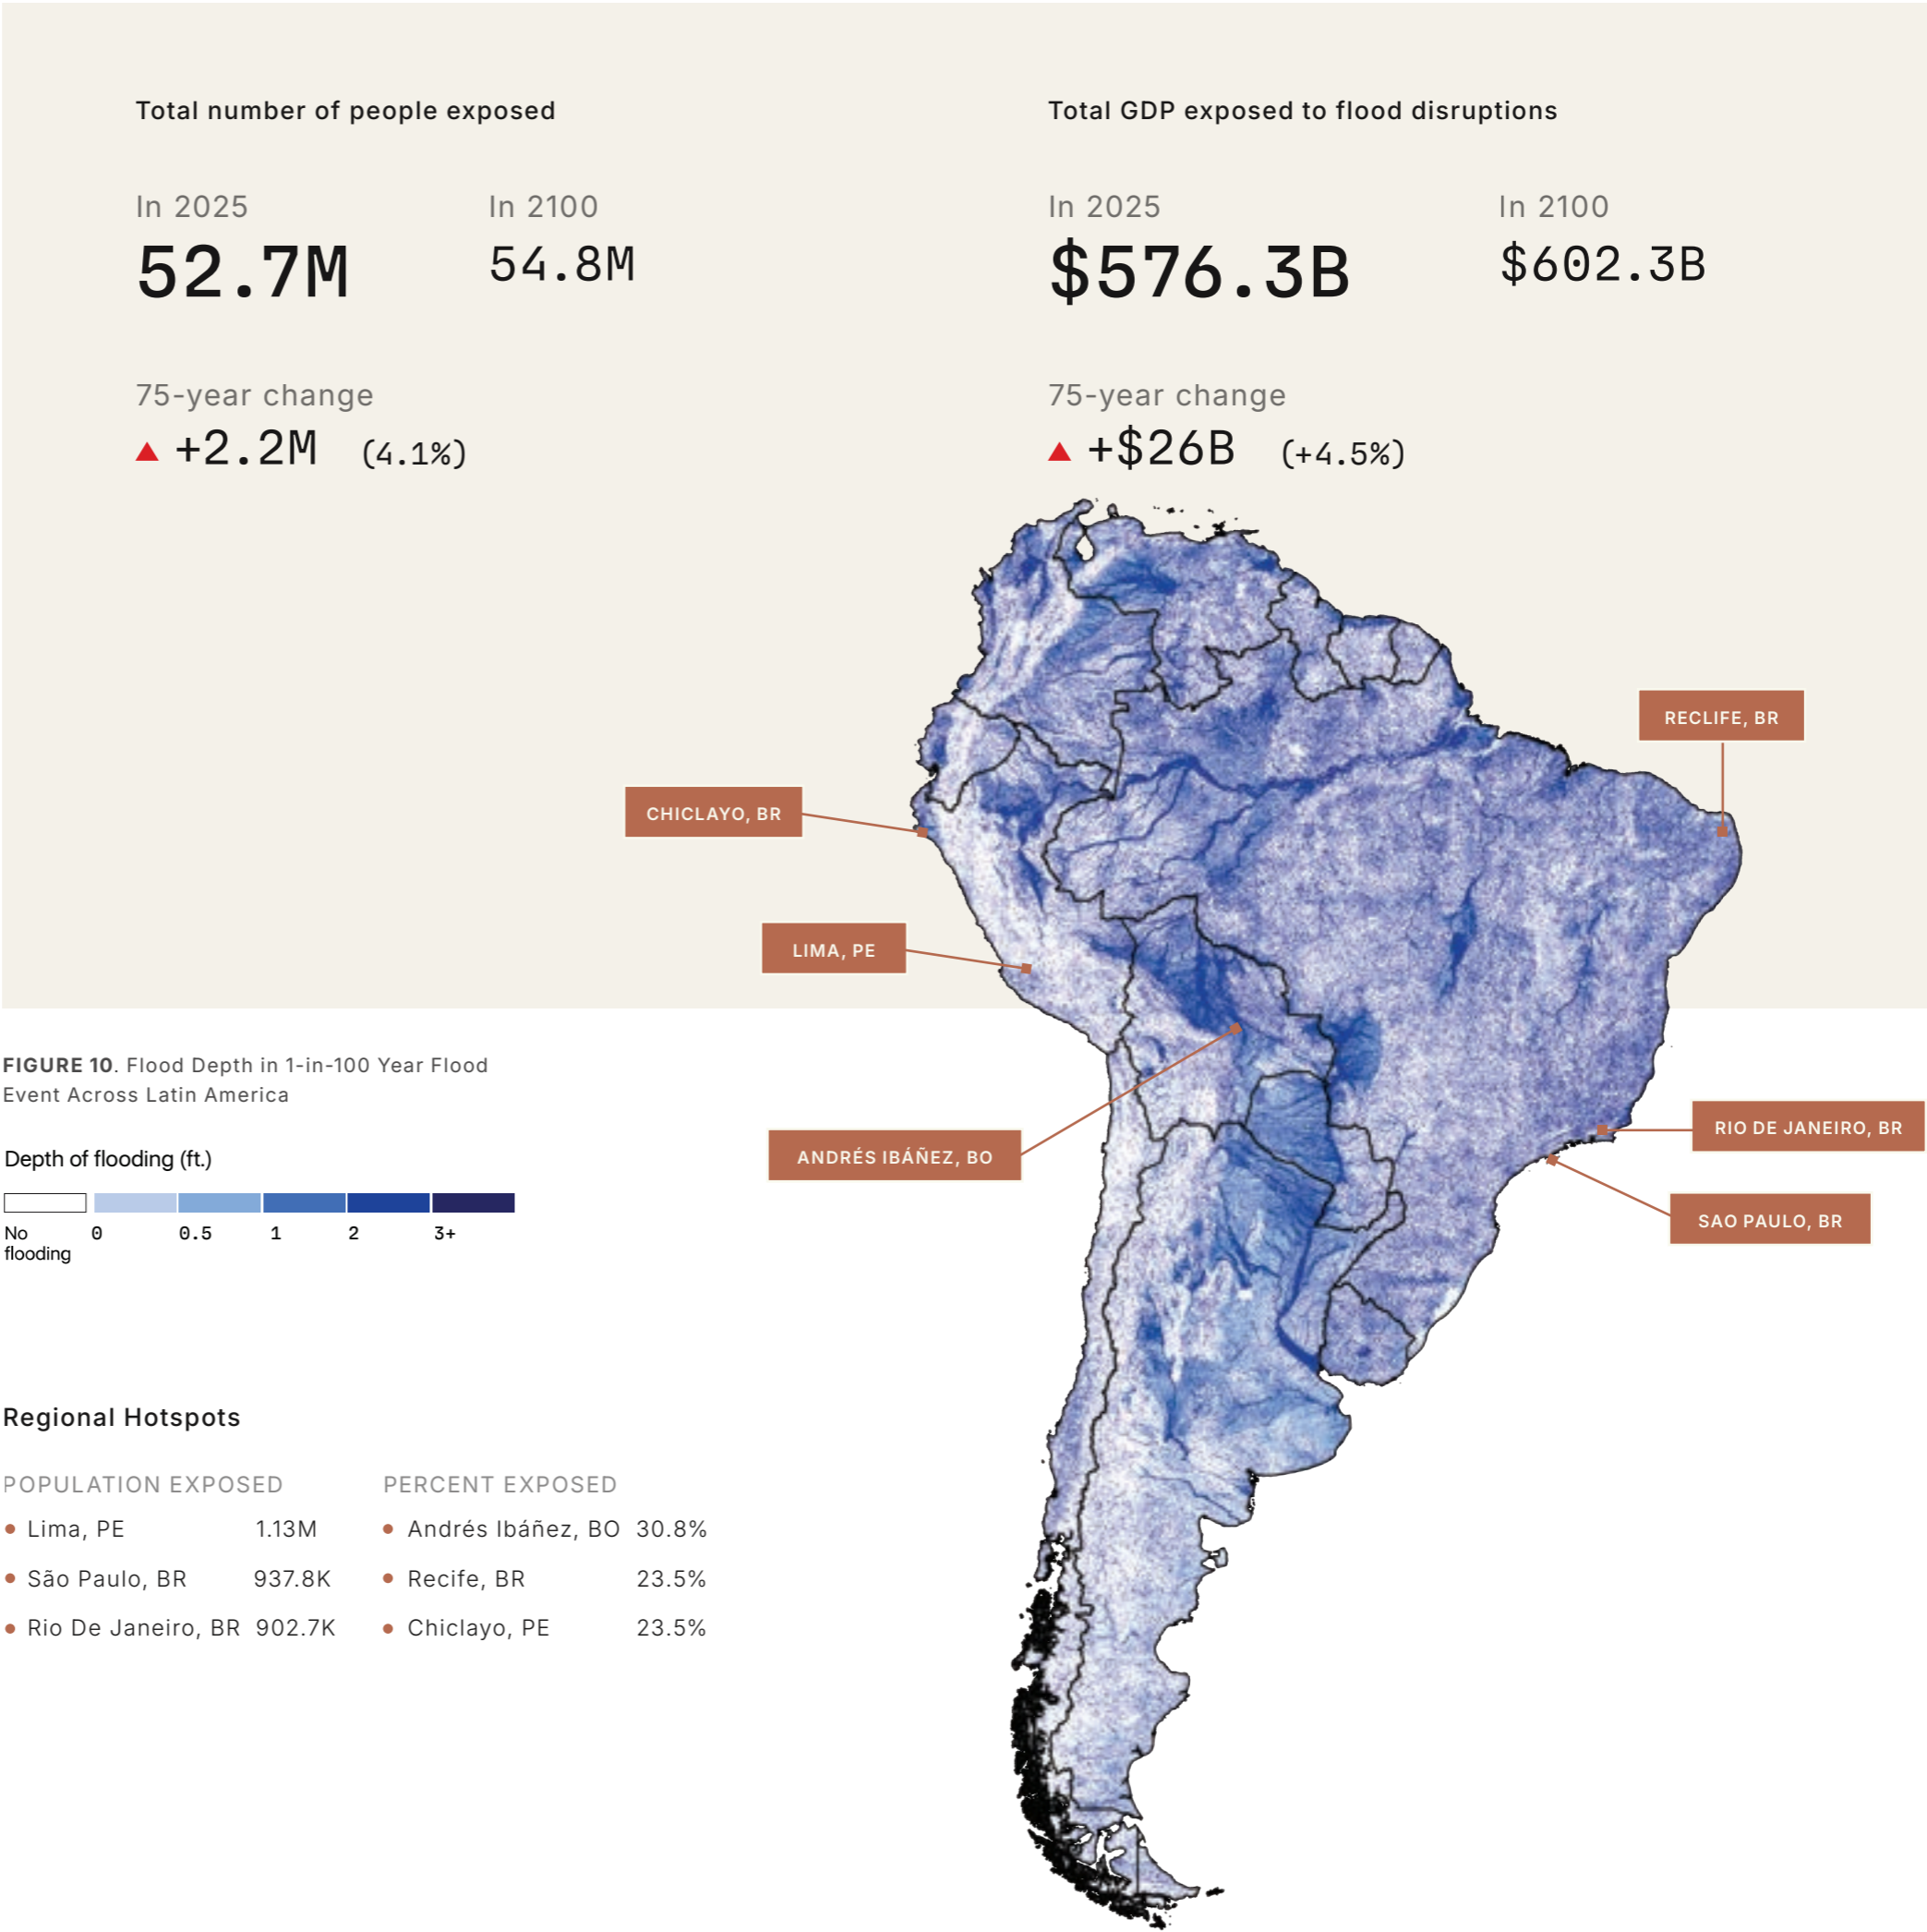 Total number of people exposed
In 2025
In 2100
52.7M
54.8M
75-year change
+2.2M (4.1%)
Total GDP exposed to flood disruptions
In 2025
In 2100
$576.3B
$602.3B
75-year change
+$26B (+4.5%)
RECLIFE, BR
CHICLAYO, BR
LIMA, PE
ANDRÉS IBÁÑEZ, BO
RIO DE JANEIRO, BR
SAO PAULO, BR
FIGURE 10. Flood Depth in 1-in-100 Year Flood
Event Across Latin America
Depth of flooding (ft.)
No
flooding
0
0.5
1
2
3+
Regional Hotspots
POPULATION EXPOSED
Lima, PE 1.13M
São Paulo, BR 937.8K
Rio De Janeiro, BR 902.7K
PERCENT EXPOSED
Andrés Ibáñez, BO 30.8%
Recife, BR 23.5%
Chiclayo, PE 23.5%